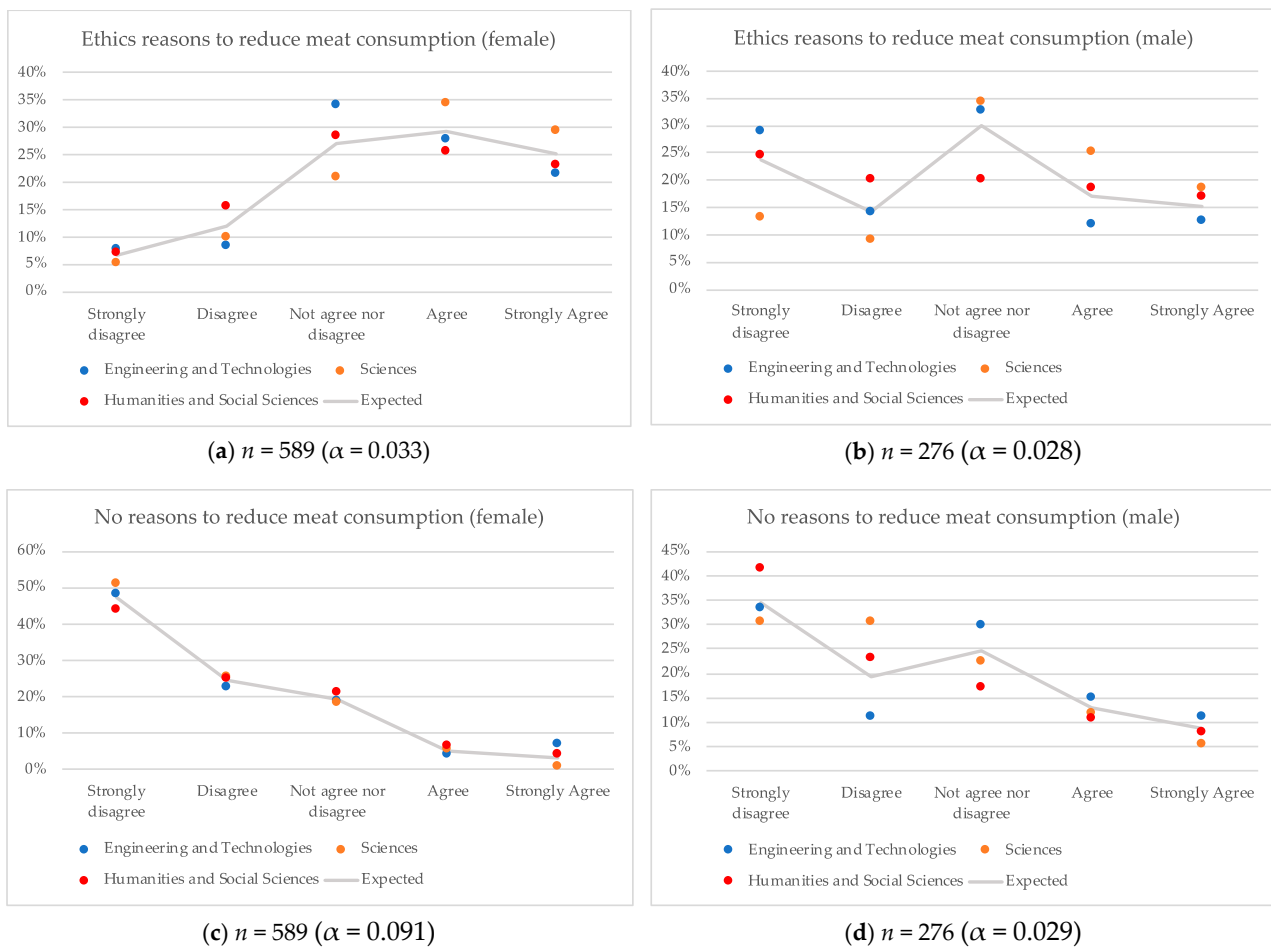 Ethics reasons to reduce meat consumption (female)
40%
35%
30%
25%
20%
15%
10%
5%
0%
Strongly disagree
Disagree
Not agree nor disagree
Agree
Strongly Agree
Engineering and Technologies
Sciences
Humanities and Social Sciences
Expected
(a) n = 589 (α = 0.033)
Ethics reasons to reduce meat consumption (male)
40%
35%
30%
25%
20%
15%
10%
5%
0%
Strongly disagree
Disagree
Not agree nor disagree
Agree
Strongly Agree
Engineering and Technologies
Sciences
Humanities and Social Sciences
Expected
(b) n = 276 (α = 0.028)
No reasons to reduce meat consumption (female)
60%
50%
40%
30%
20%
10%
0%
Strongly disagree
Disagree
Not agree nor disagree
Agree
Strongly Agree
Engineering and Technologies
Sciences
Humanities and Social Sciences
Expected
(c) n = 589 (α = 0.091)
No reasons to reduce meat consumption (male)
45%
40%
35%
30%
25%
20%
15%
10%
5%
0%
Strongly disagree
Disagree
Not agree nor disagree
Agree
Strongly Agree
Engineering and Technologies
Sciences
Humanities and Social Sciences
Expected
(d) n = 276 (α = 0.029)